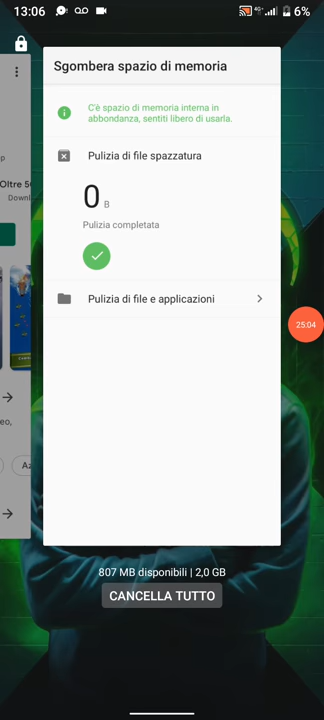 13:06
4G+
6%
Sgombera spazio di memoria
C'è spazio di memoria interna in
abbondanza, sentiti libero di usarla.
Pulizia di file spazzatura
0 B
Pulizia completata
Pulizia di file e applicazioni
25:04
Oltre 5
Downl
eo,
Az
807 MB disponibili | 2,0 GB
CANCELLA TUTTO